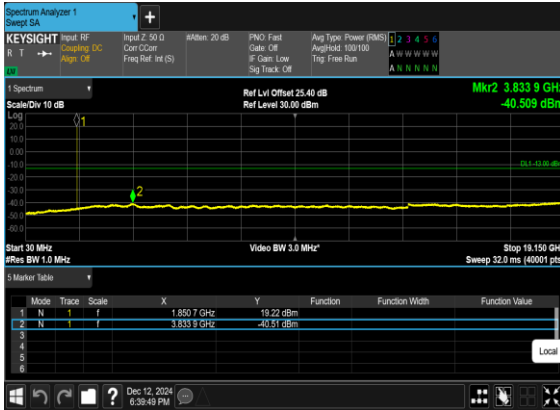 Spectrum Analyzer 1
Swept SA
+
KEYSIGHT Input: RF Input Z: 50 Ω #Atten: 20 dB PNO: Fast Avg Type: Power (RMS) 1 2 3 4 5 6
R T Coupling: DC Corr CCorr Gate: Off Avg|Hold: 100/100 A W W W W W
Align: Off Freq Ref: Int (S) IF Gain: Low Trig: Free Run
Sig Track: Off A N N N N N
LXI
1 Spectrum Ref Lvl Offset 25.40 dB Mkr2 3.833 9 GHz
Scale/Div 10 dB Ref Level 30.00 dBm -40.509 dBm
Log
20.0 1
10.0
0.00
-10.0 DL1 -13.00 dBm
-20.0
-30.0
-40.0 2
-50.0
-60.0
Start 30 MHz Video BW 3.0 MHz* Stop 19.150 GH
#Res BW 1.0 MHz Sweep 32.0 ms (40001 pts
5 Marker Table
Mode Trace Scale X Y Function Function Width Function Value
1 N 1 f 1.850 7 GHz 19.22 dBm
2 N 1 f 3.833 9 GHz -40.51 dBm
3
4
5
6
Local
? Dec 12, 2024
6:39:49 PM